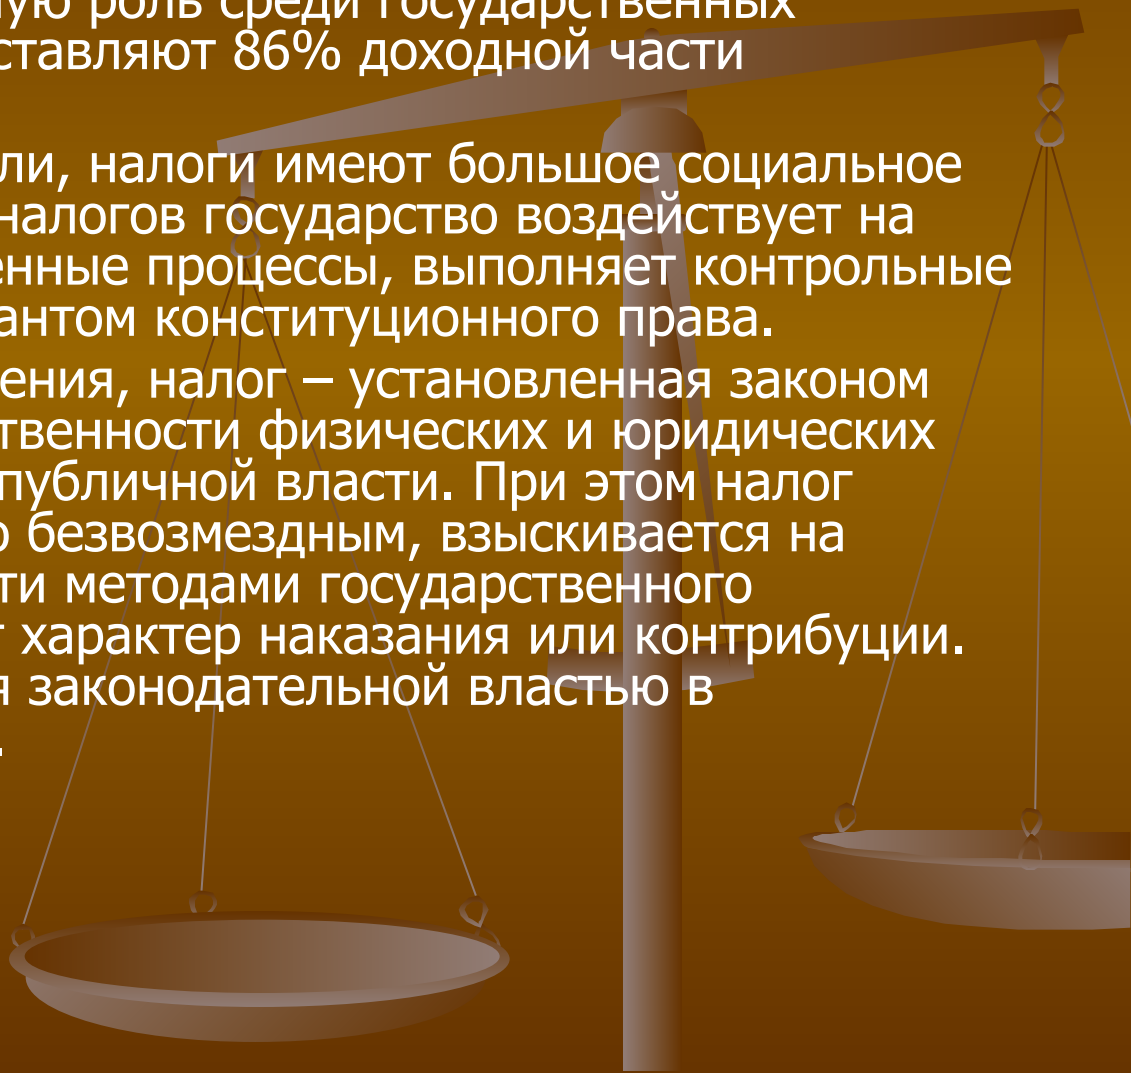 ую роль среди государственных
ставляют 86% доходной части
ли, налоги имеют большое социальное
налогов государство воздействует на
енные процессы, выполняет контрольные
антом конституционного права.
ения, налог – установленная законом
твенности физических и юридических
публичной власти. При этом налог
о безвозмездным, взыскивается на
ти методами государственного
т характер наказания или контрибуции.
я законодательной властью в
.